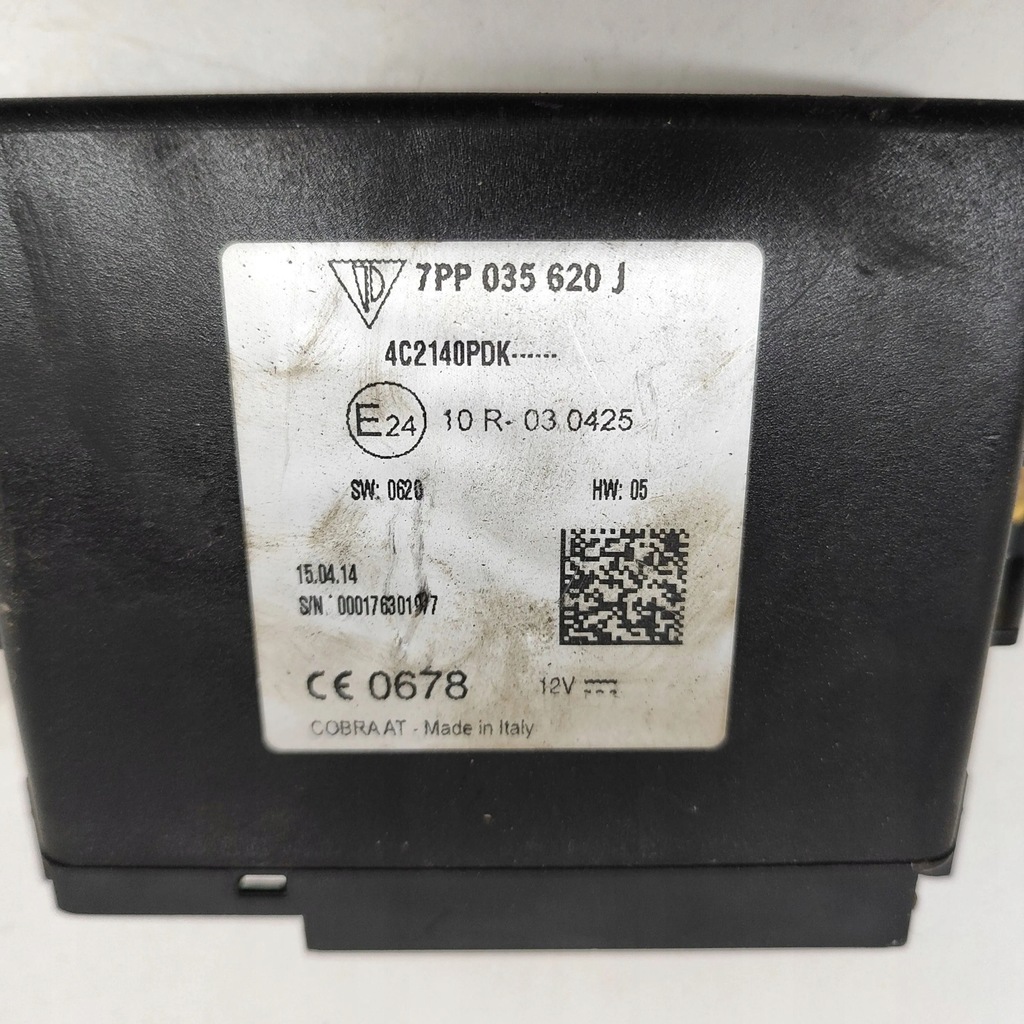 7PP 035 620 J
4C2140PDK------
E24 10 R- 03 0425
SW: 0620 HW: 05
15.04.14
S/N
CE 0678 12V
COBRA AT - Made in Italy